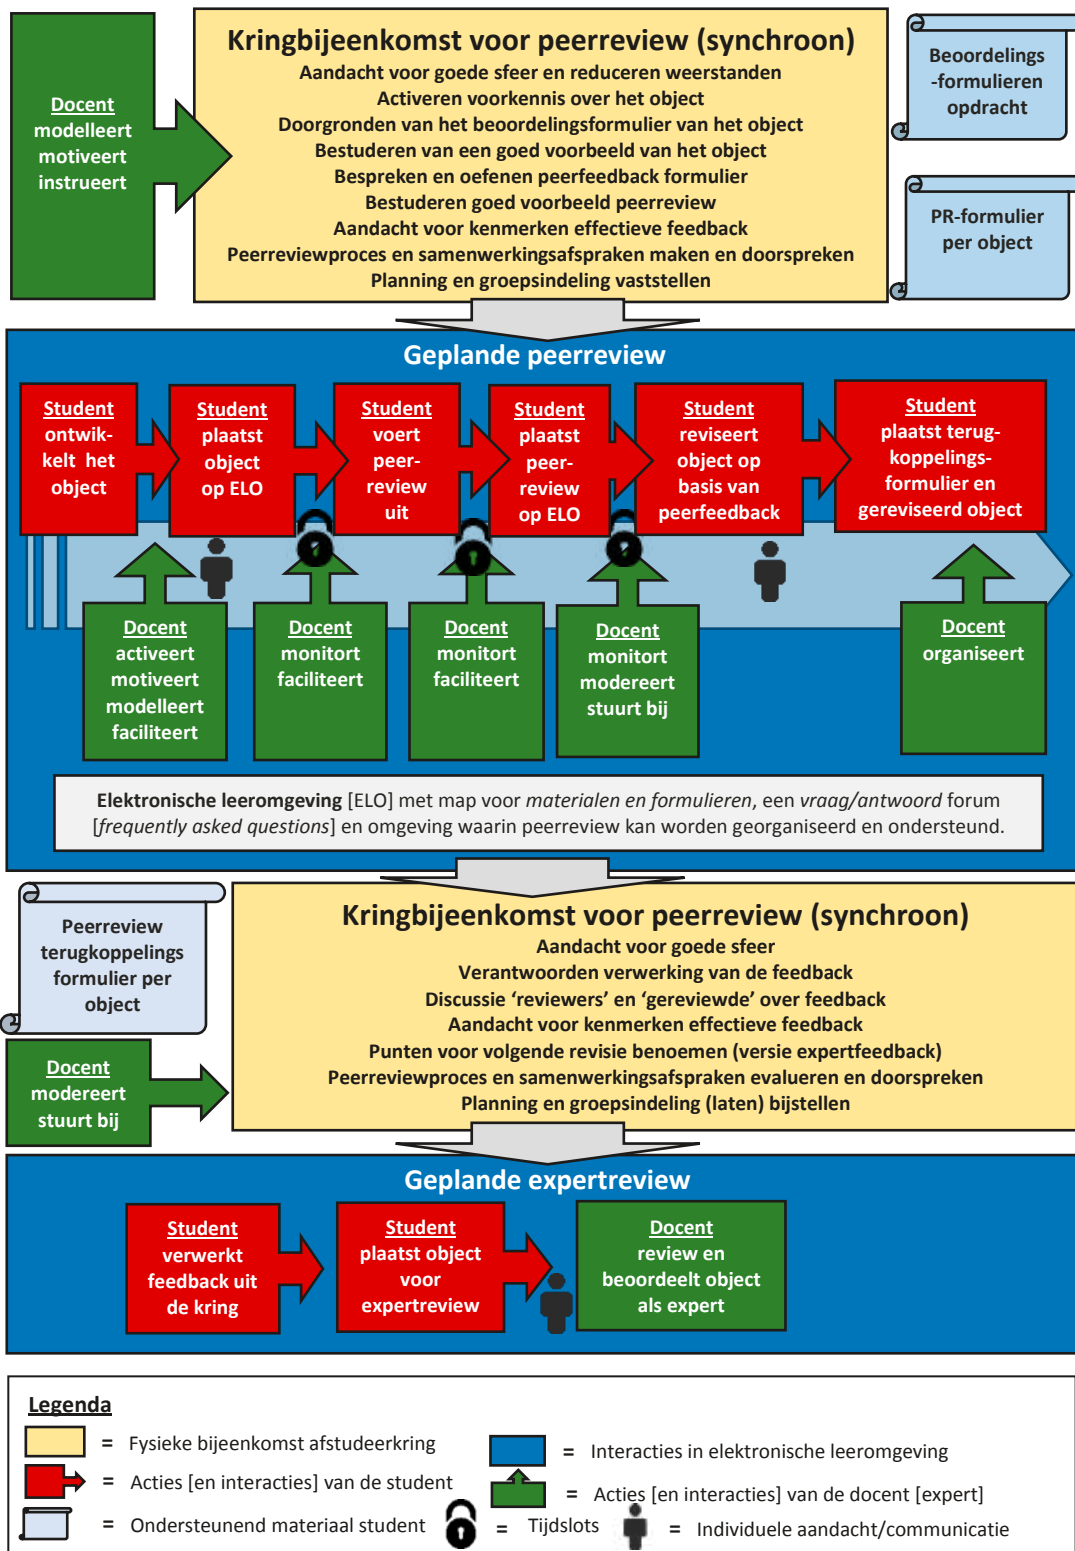 Docent
modelleert
motiveert
instrueert
Kringbijeenkomst voor peerreview (synchroon)
Aandacht voor goede sfeer en reduceren weerstanden
Activeren voorkennis over het object
Doorgronden van het beoordelingsformulier van het object
Bestuderen van een goed voorbeeld van het object
Bespreken en oefenen peerfeedback formulier
Bestuderen goed voorbeeld peerreview
Aandacht voor kenmerken effectieve feedback
Peerreviewproces en samenwerkingsafspraken maken en doorspreken
Planning en groepsindeling vaststellen
Beoordelings
-formulieren
opdracht
PR-formulier
per object
Geplande peerreview
Student
ontwik-
kelt het
object
Student
plaatst
object
op ELO
Student
voert
peer-
review
uit
Student
plaatst
peer-
review
op ELO
Student
reviseert
object op
basis van
peerfeedback
Student
plaatst terug-
koppelings-
formulier en
gereviseerd object
Docent
activeert
motiveert
modelleert
faciliteert
Docent
monitort
faciliteert
Docent
monitort
faciliteert
Docent
monitort
modereert
stuurt bij
Docent
organiseert
Elektronische leeromgeving [ELO] met map voor materialen en formulieren, een vraag/antwoord forum
[frequently asked questions] en omgeving waarin peerreview kan worden georganiseerd en ondersteund.
Peerreview
terugkoppelings
formulier per
object
Docent
modereert
stuurt bij
Kringbijeenkomst voor peerreview (synchroon)
Aandacht voor goede sfeer
Verantwoorden verwerking van de feedback
Discussie ‘reviewers’ en ‘gereviewde’ over feedback
Aandacht voor kenmerken effectieve feedback
Punten voor volgende revisie benoemen (versie expertfeedback)
Peerreviewproces en samenwerkingsafspraken evalueren en doorspreken
Planning en groepsindeling (laten) bijstellen
Geplande expertreview
Student
verwerkt
feedback uit
de kring
Student
plaatst object
voor
expertreview
Docent
review en
beoordeelt object
als expert
Legenda
= Fysieke bijeenkomst afstudeerkring
= Interacties in elektronische leeromgeving
= Acties [en interacties] van de student
= Acties [en interacties] van de docent [expert]
= Ondersteunend materiaal student
= Tijdslots
= Individuele aandacht/communicatie